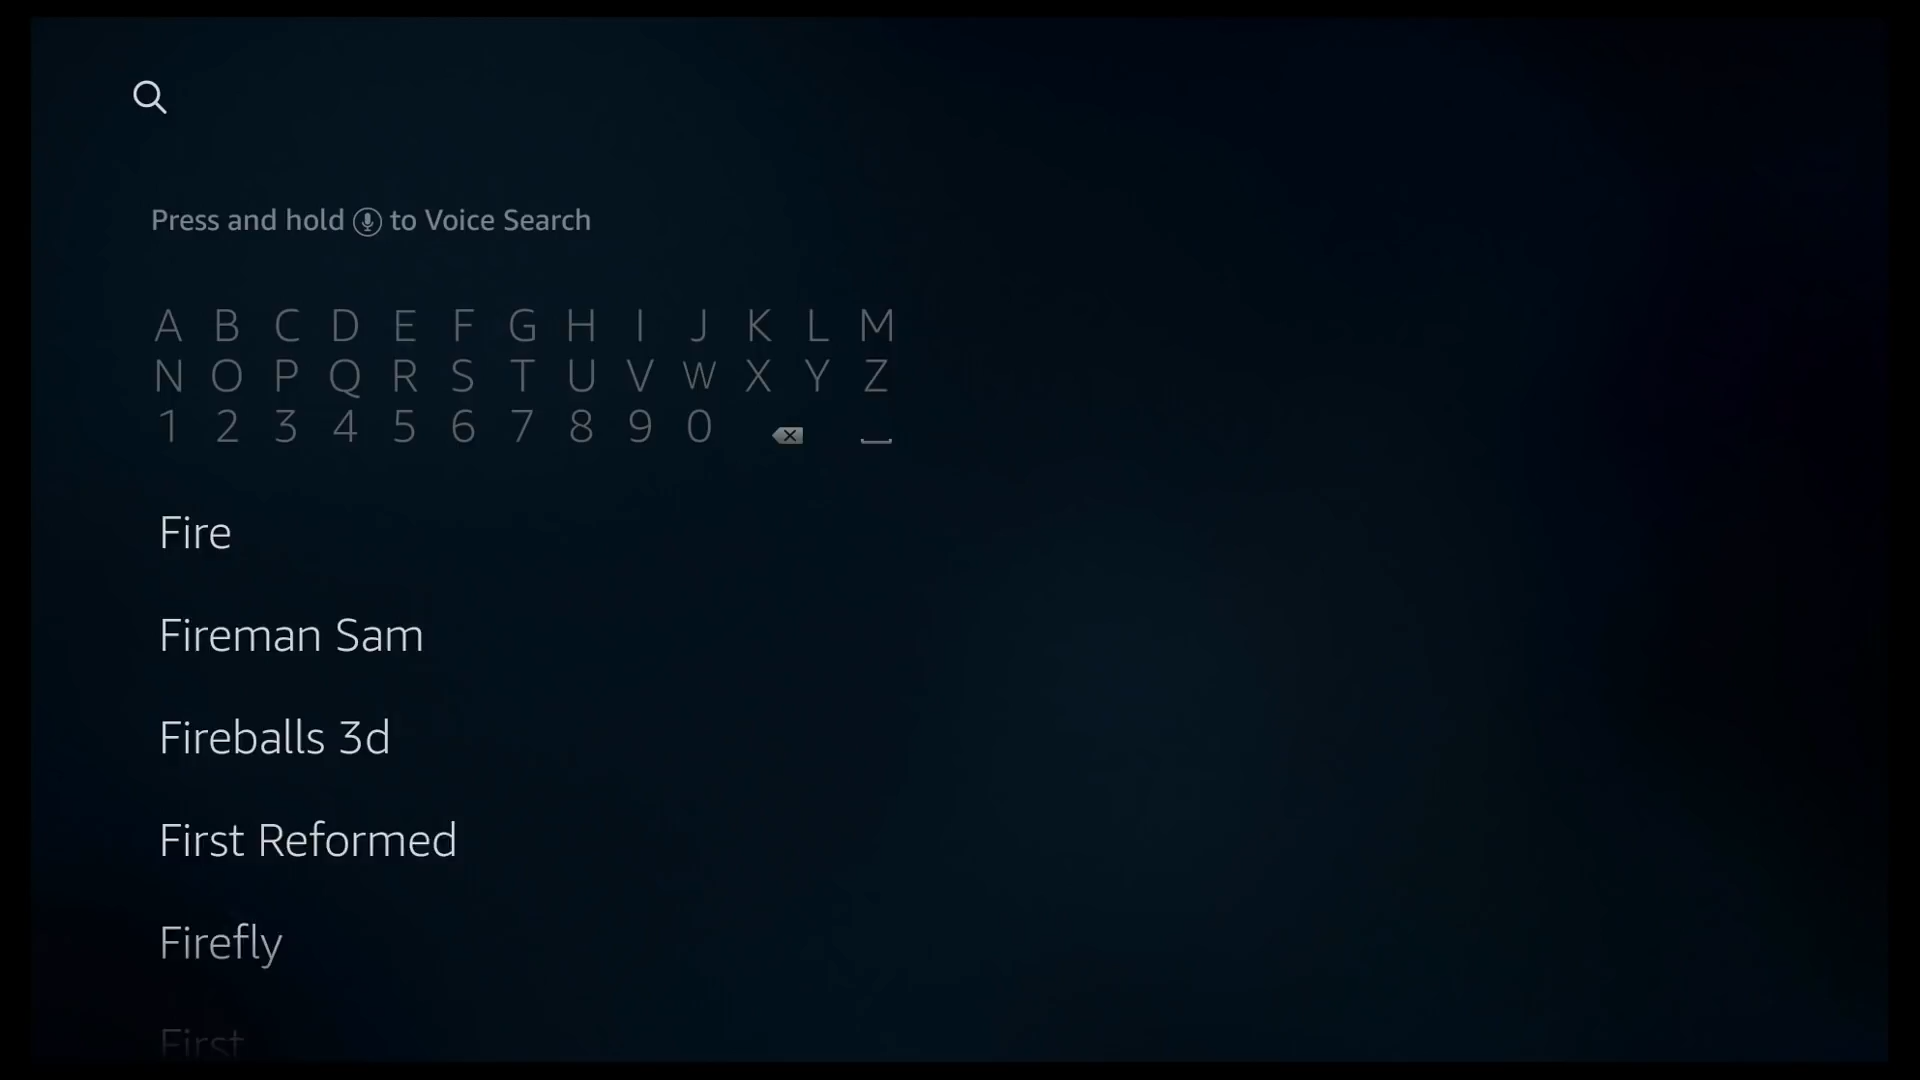 Press and hold to Voice Search
A B C D E F G H I J K L M
N O P Q R S T U V W X Y Z
1 2 3 4 5 6 7 8 9 0
Fire
Fireman Sam
Fireballs 3d
First Reformed
Firefly
First